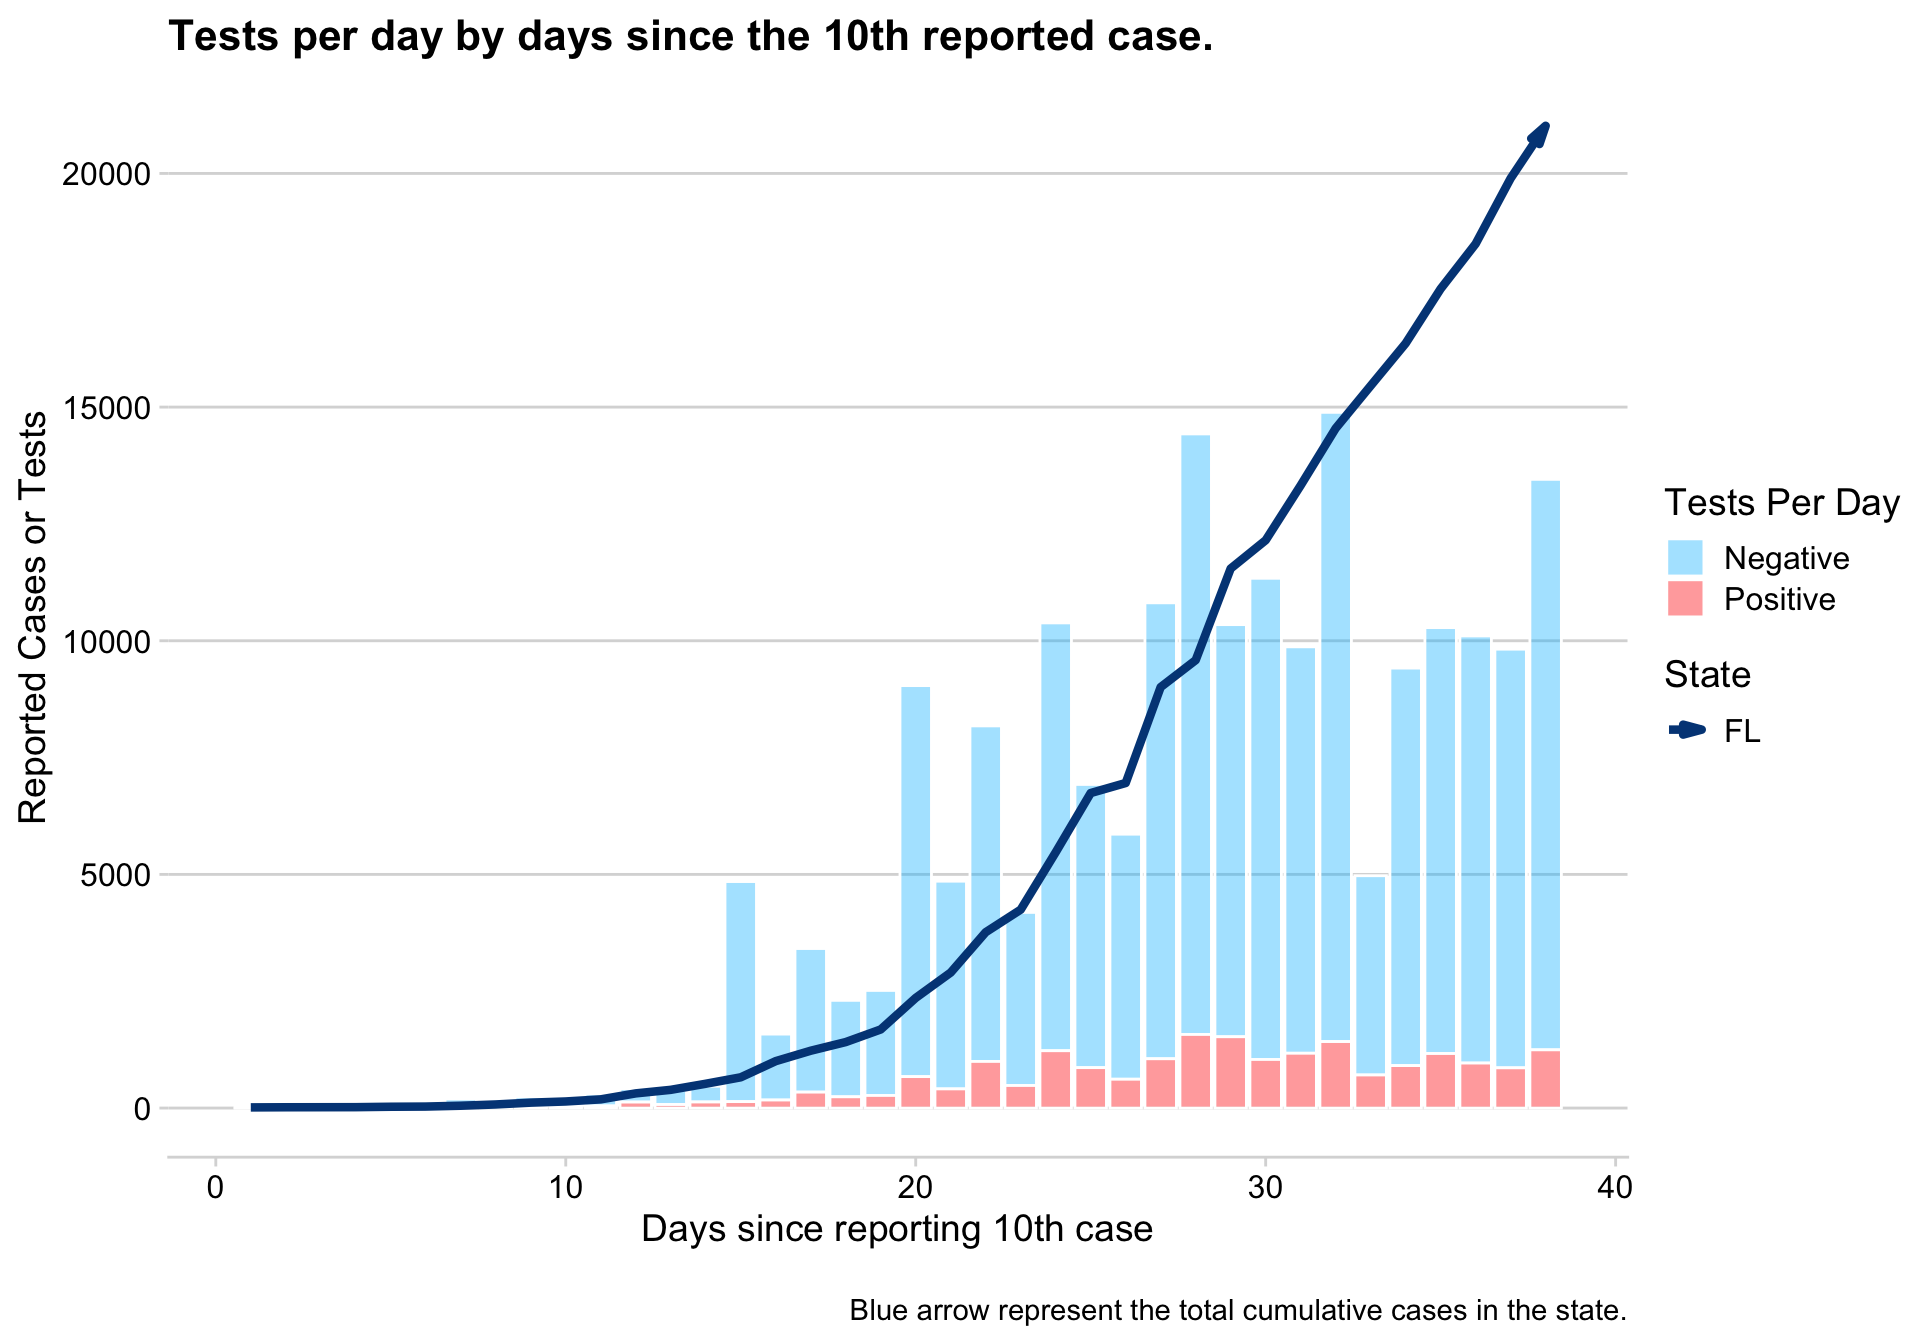 Tests per day by days since the 10th reported case.
Reported Cases or Tests
20000
15000
10000
5000
0
0 10 20 30 40
Days since reporting 10th case
Tests Per Day
Negative
Positive
State
FL
Blue arrow represent the total cumulative cases in the state.